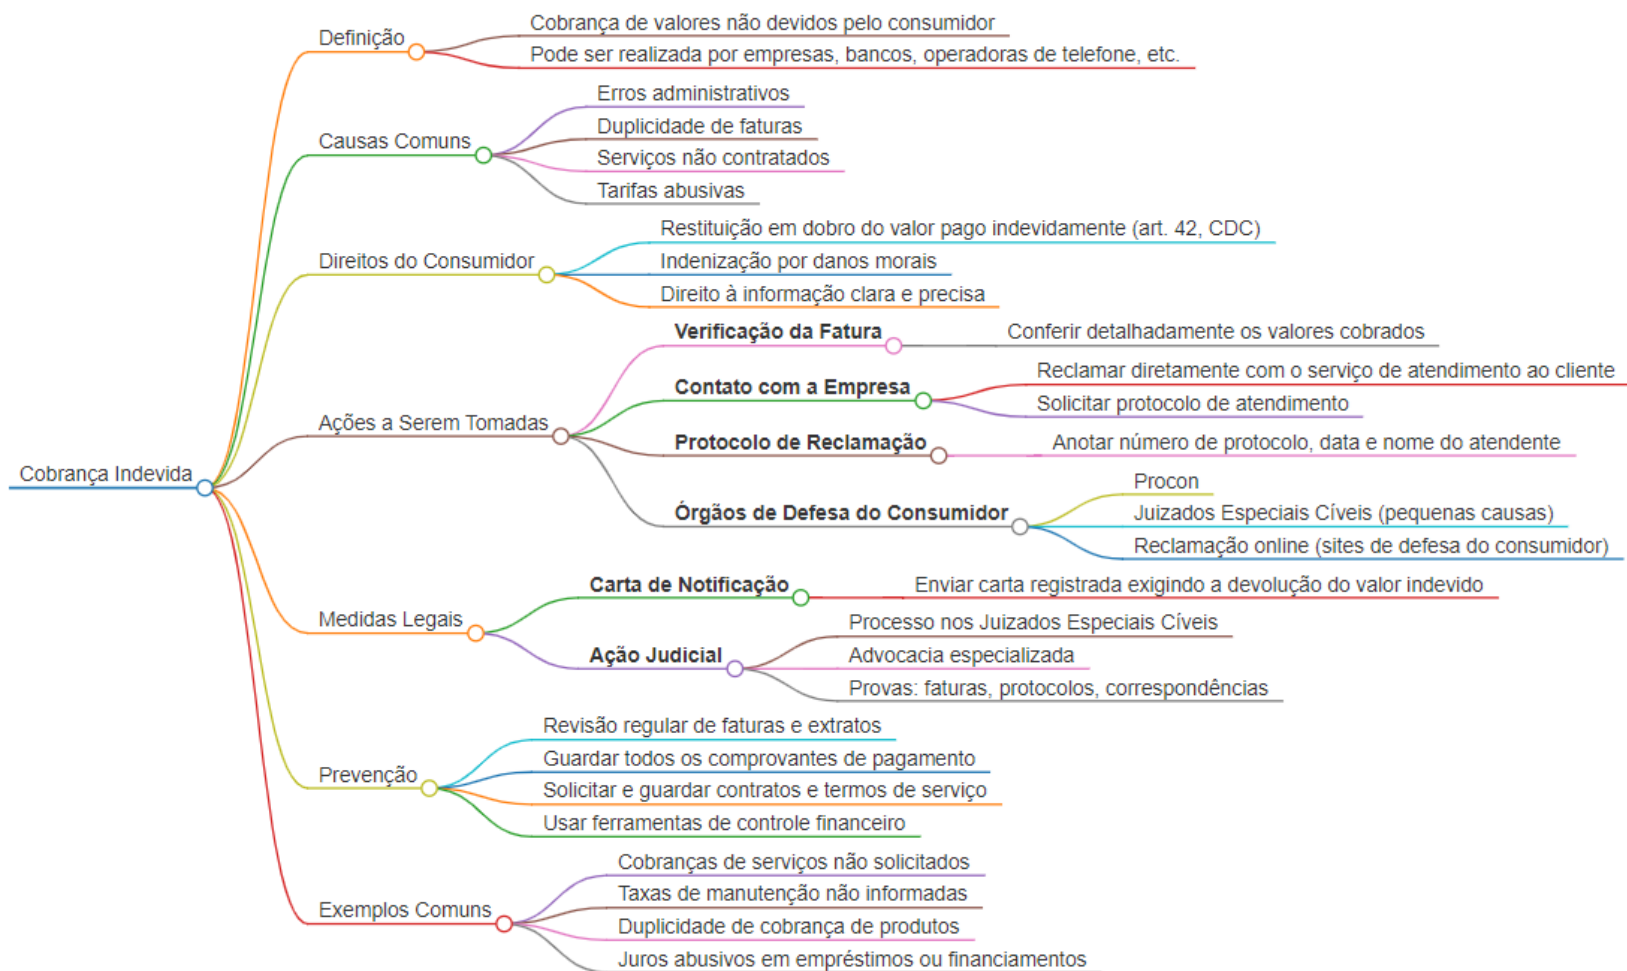 Cobrança Indevida
Definição
Cobrança de valores não devidos pelo consumidor
Pode ser realizada por empresas, bancos, operadoras de telefone, etc.
Causas Comuns
Erros administrativos
Duplicidade de faturas
Serviços não contratados
Tarifas abusivas
Direitos do Consumidor
Restituição em dobro do valor pago indevidamente (art. 42, CDC)
Indenização por danos morais
Direito à informação clara e precisa
Ações a Serem Tomadas
Verificação da Fatura
Conferir detalhadamente os valores cobrados
Contato com a Empresa
Reclamar diretamente com o serviço de atendimento ao cliente
Solicitar protocolo de atendimento
Protocolo de Reclamação
Anotar número de protocolo, data e nome do atendente
Órgãos de Defesa do Consumidor
Procon
Juizados Especiais Cíveis (pequenas causas)
Reclamação online (sites de defesa do consumidor)
Medidas Legais
Carta de Notificação
Enviar carta registrada exigindo a devolução do valor indevido
Ação Judicial
Processo nos Juizados Especiais Cíveis
Advocacia especializada
Provas: faturas, protocolos, correspondências
Prevenção
Revisão regular de faturas e extratos
Guardar todos os comprovantes de pagamento
Solicitar e guardar contratos e termos de serviço
Usar ferramentas de controle financeiro
Exemplos Comuns
Cobranças de serviços não solicitados
Taxas de manutenção não informadas
Duplicidade de cobrança de produtos
Juros abusivos em empréstimos ou financiamentos